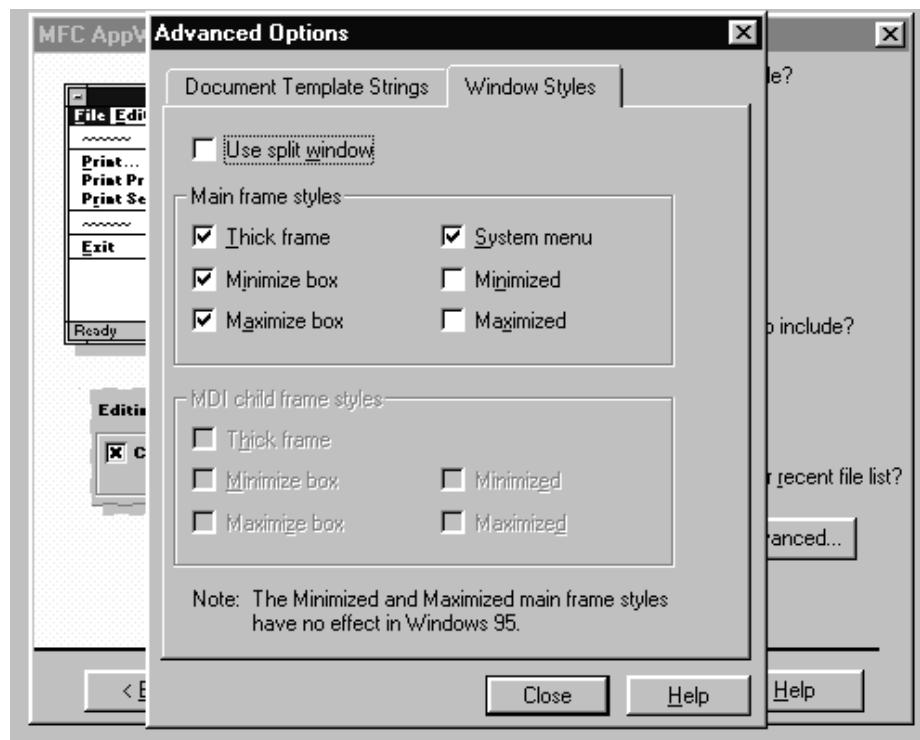 MFC App
Advanced Options
Document Template Strings
Window Styles
Use split window
Main frame styles
Thick frame
System menu
Minimize box
Minimized
Maximize box
Maximized
MDI child frame styles
Thick frame
Minimize box
Minimized
Maximize box
Maximized
Note: The Minimized and Maximized main frame styles
have no effect in Windows 95.
Close
Help
File Edi
Print...
Print Pr
Print Se
Exit
Ready
Editin
C
le?
o include?
r recent file list?
anced...
<
Help